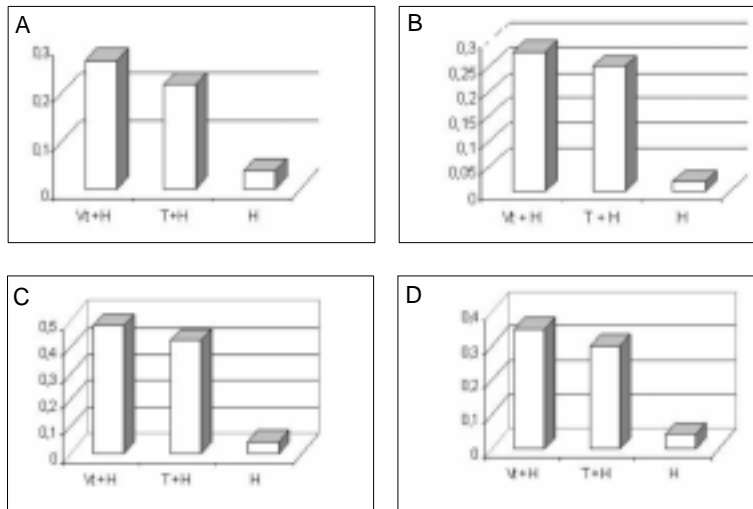 A
0,3
0,2
0,1
0
Vt+H T+H H
B
0,3
0,25
0,2
0,15
0,1
0,05
0
Vt + H T + H H
C
0,5
0,4
0,3
0,2
0,1
0
Vt+H T+H H
D
0,4
0,3
0,2
0,1
0
Vt+H T+H H